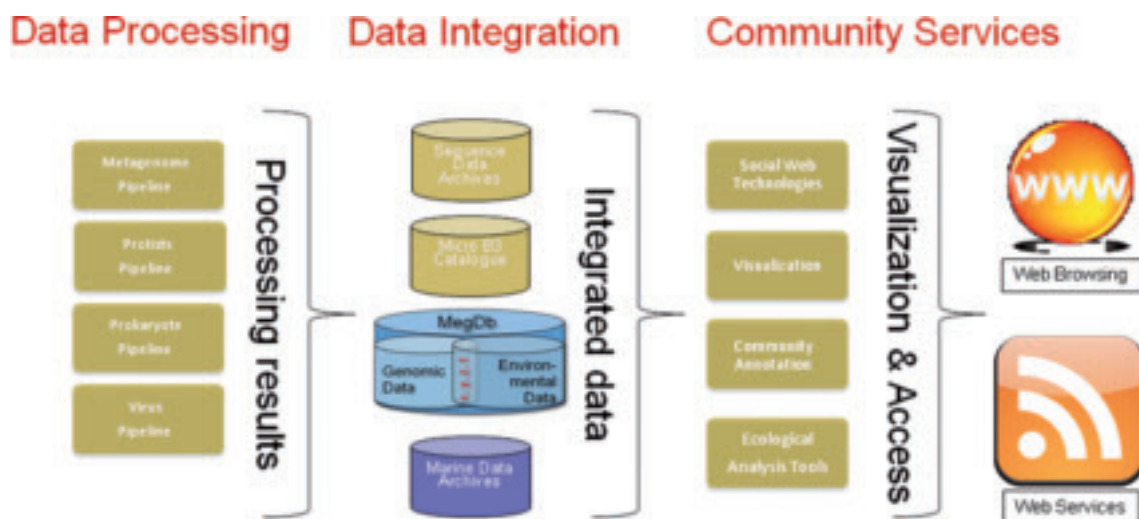 Data Processing
Data Integration
Community Services
Metagenome
Pipeline
Protists
Pipeline
Prokaryote
Pipeline
Virus
Pipeline
Processing results
Sequence
Data
Archives
Micro B3
Catalogue
MegDb
Genomic
Data
Environ-
mental
Data
Marine Data
Archives
Integrated data
Social Web
Technologies
Visualization
Community
Annotation
Ecological
Analysis Tools
Visualization & Access
www
Web Browsing
Web Services